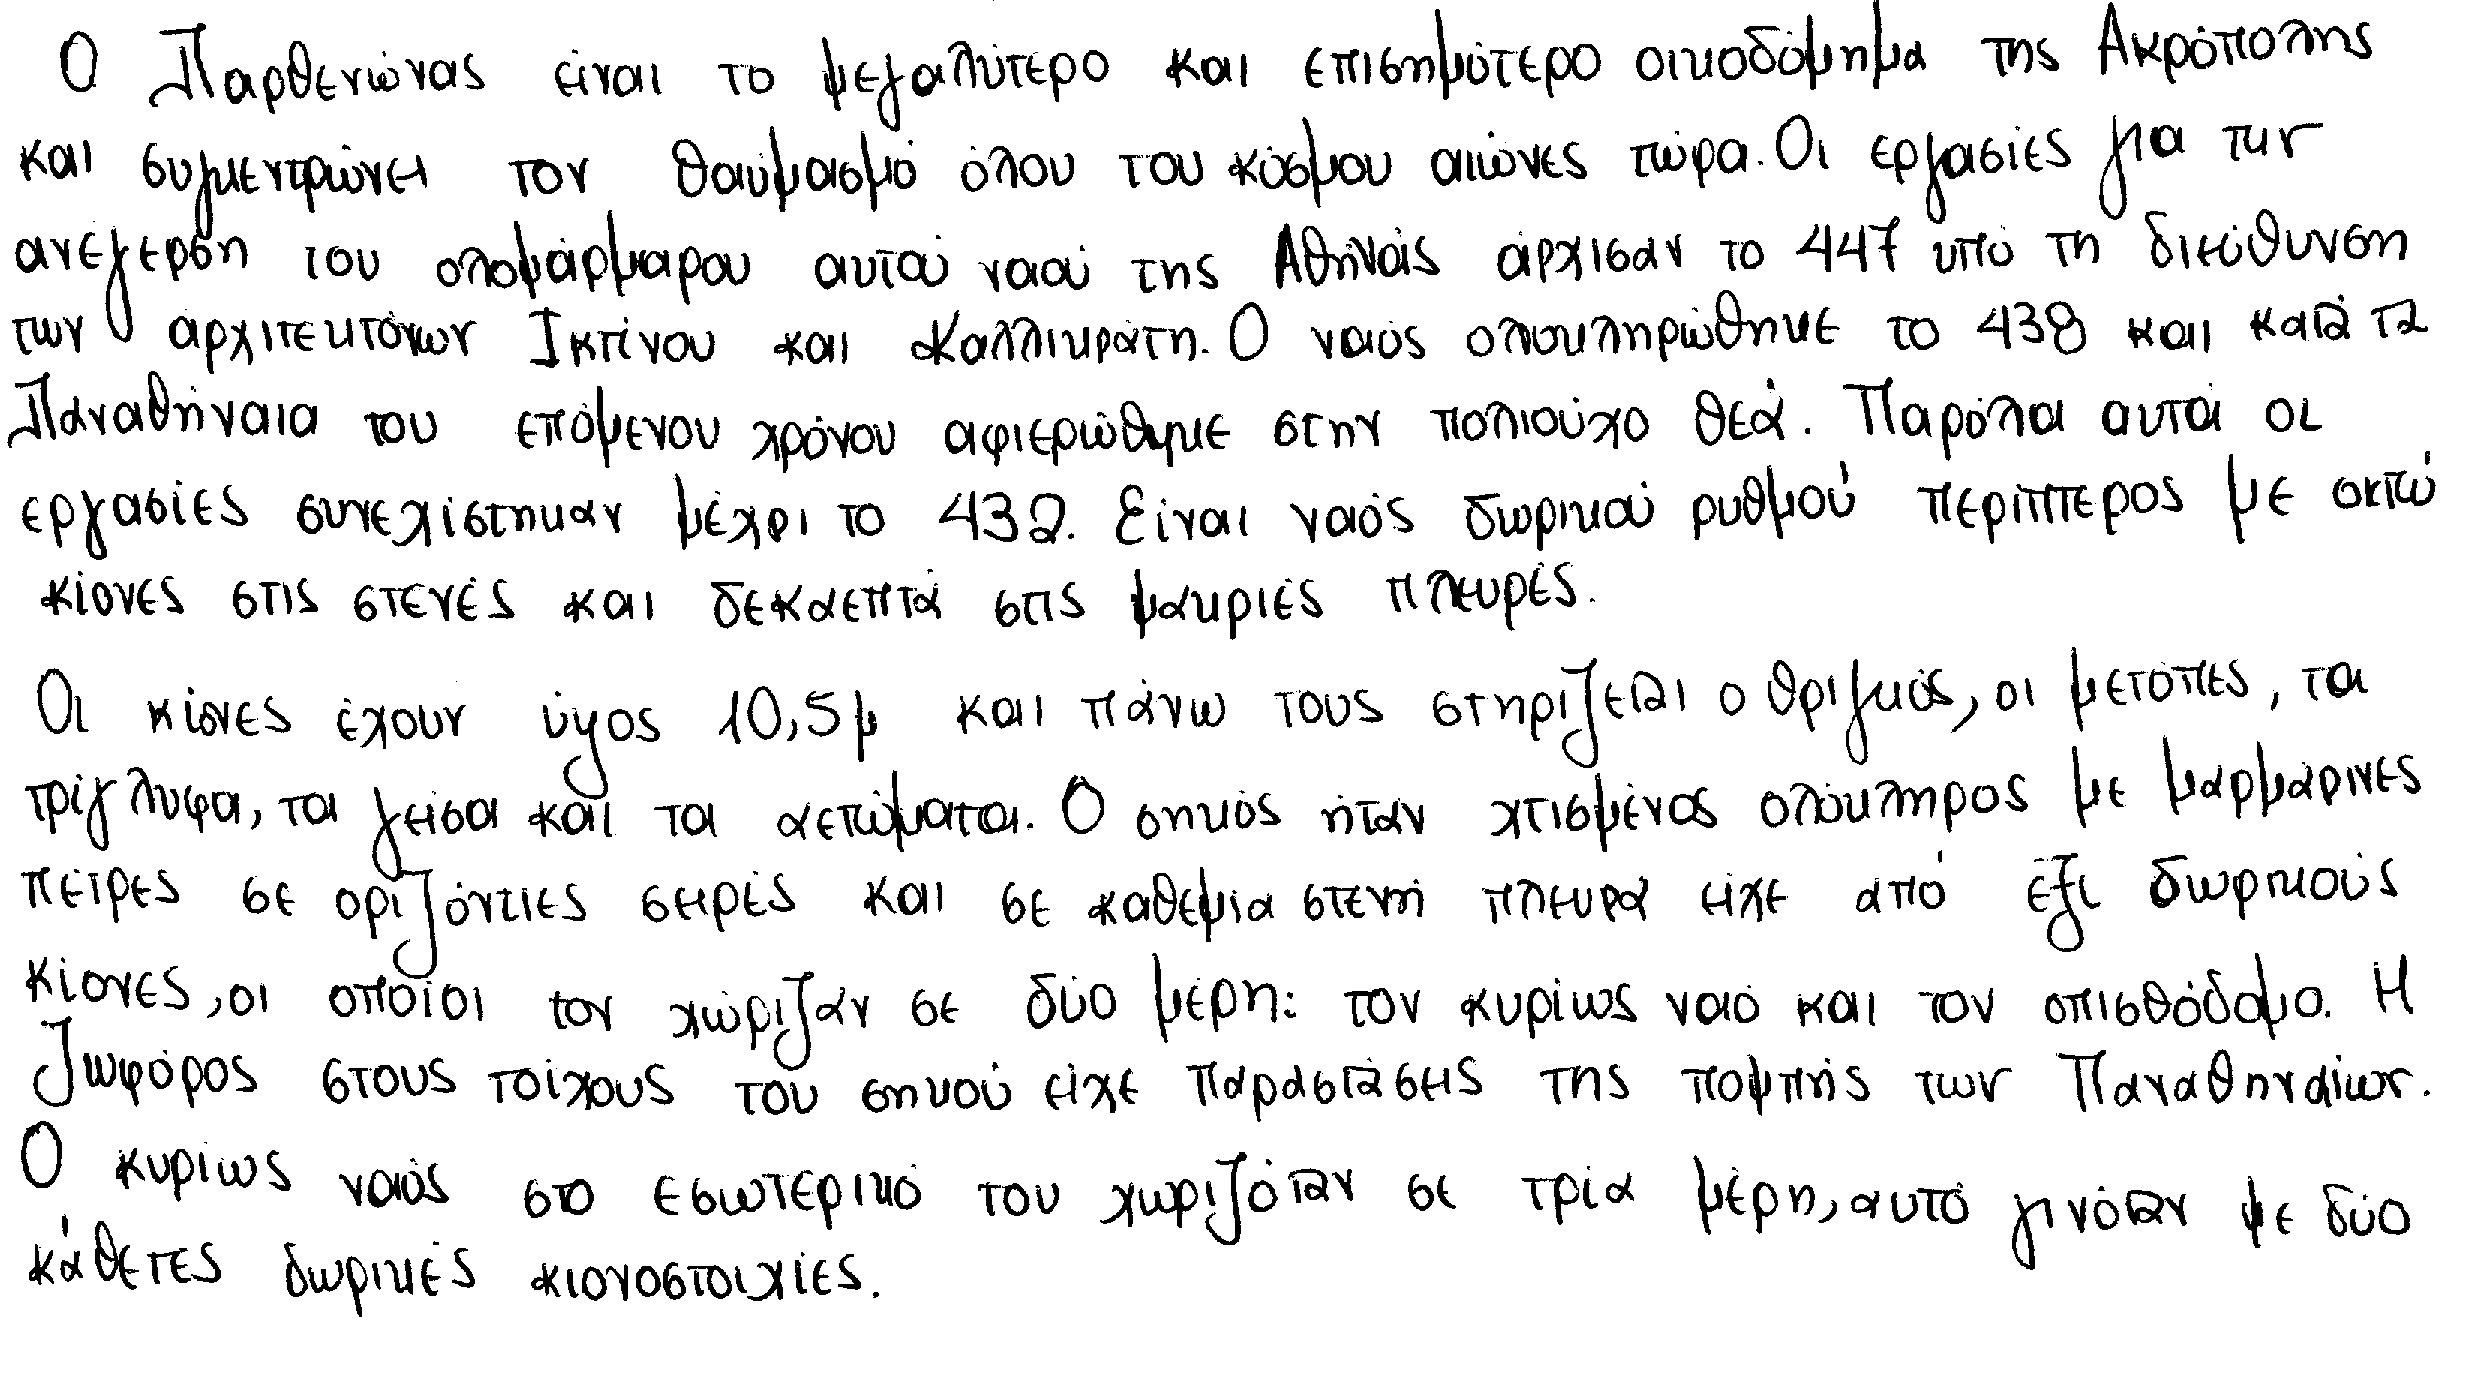 Ο Παρθενώνας είναι το μεγαλύτερο και επισημότερο οικοδόμημα της Ακρόπολης
και συγκεντρώνει τον θαυμασμό όλου του κόσμου αιώνες τώρα. Οι εργασίες για την
ανέγερση του ολομάρμαρου αυτού ναού της Αθηνάς άρχισαν το 447 υπό τη διεύθυνση
των αρχιτεκτόνων Ικτίνου και Καλλικράτη. Ο ναός ολοκληρώθηκε το 438 και κατά τα
Παναθήναια του επόμενου χρόνου αφιερώθηκε στην πολιούχο θεά. Παρόλα αυτά οι
εργασίες συνεχίστηκαν μέχρι το 432. Είναι ναός δωρικού ρυθμού περίπτερος με οκτώ
κίονες στις στενές και δεκαεπτά στις μακριές πλευρές.
Οι κίονες έχουν ύψος 10,5μ και πάνω τους στηρίζεται ο θριγκός, οι μετόπες, τα
τρίγλυφα, τα γείσα και τα αετώματα. Ο σηκός ήταν χτισμένος ολόκληρος με μαρμάρινες
πέτρες σε οριζόντιες σειρές και σε καθεμία στενή πλευρά είχε από έξι δωρικούς
κίονες, οι οποίοι τον χώριζαν σε δύο μέρη: τον κυρίως ναό και τον οπισθόδομο. Η
ζωφόρος στους τοίχους του σηκού είχε παραστάσεις της πομπής των Παναθηναίων.
Ο κυρίως ναός στο εσωτερικό του χωριζόταν σε τρία μέρη, αυτό γινόταν με δύο
κάθετες δωρικές κιονοστοιχίες.